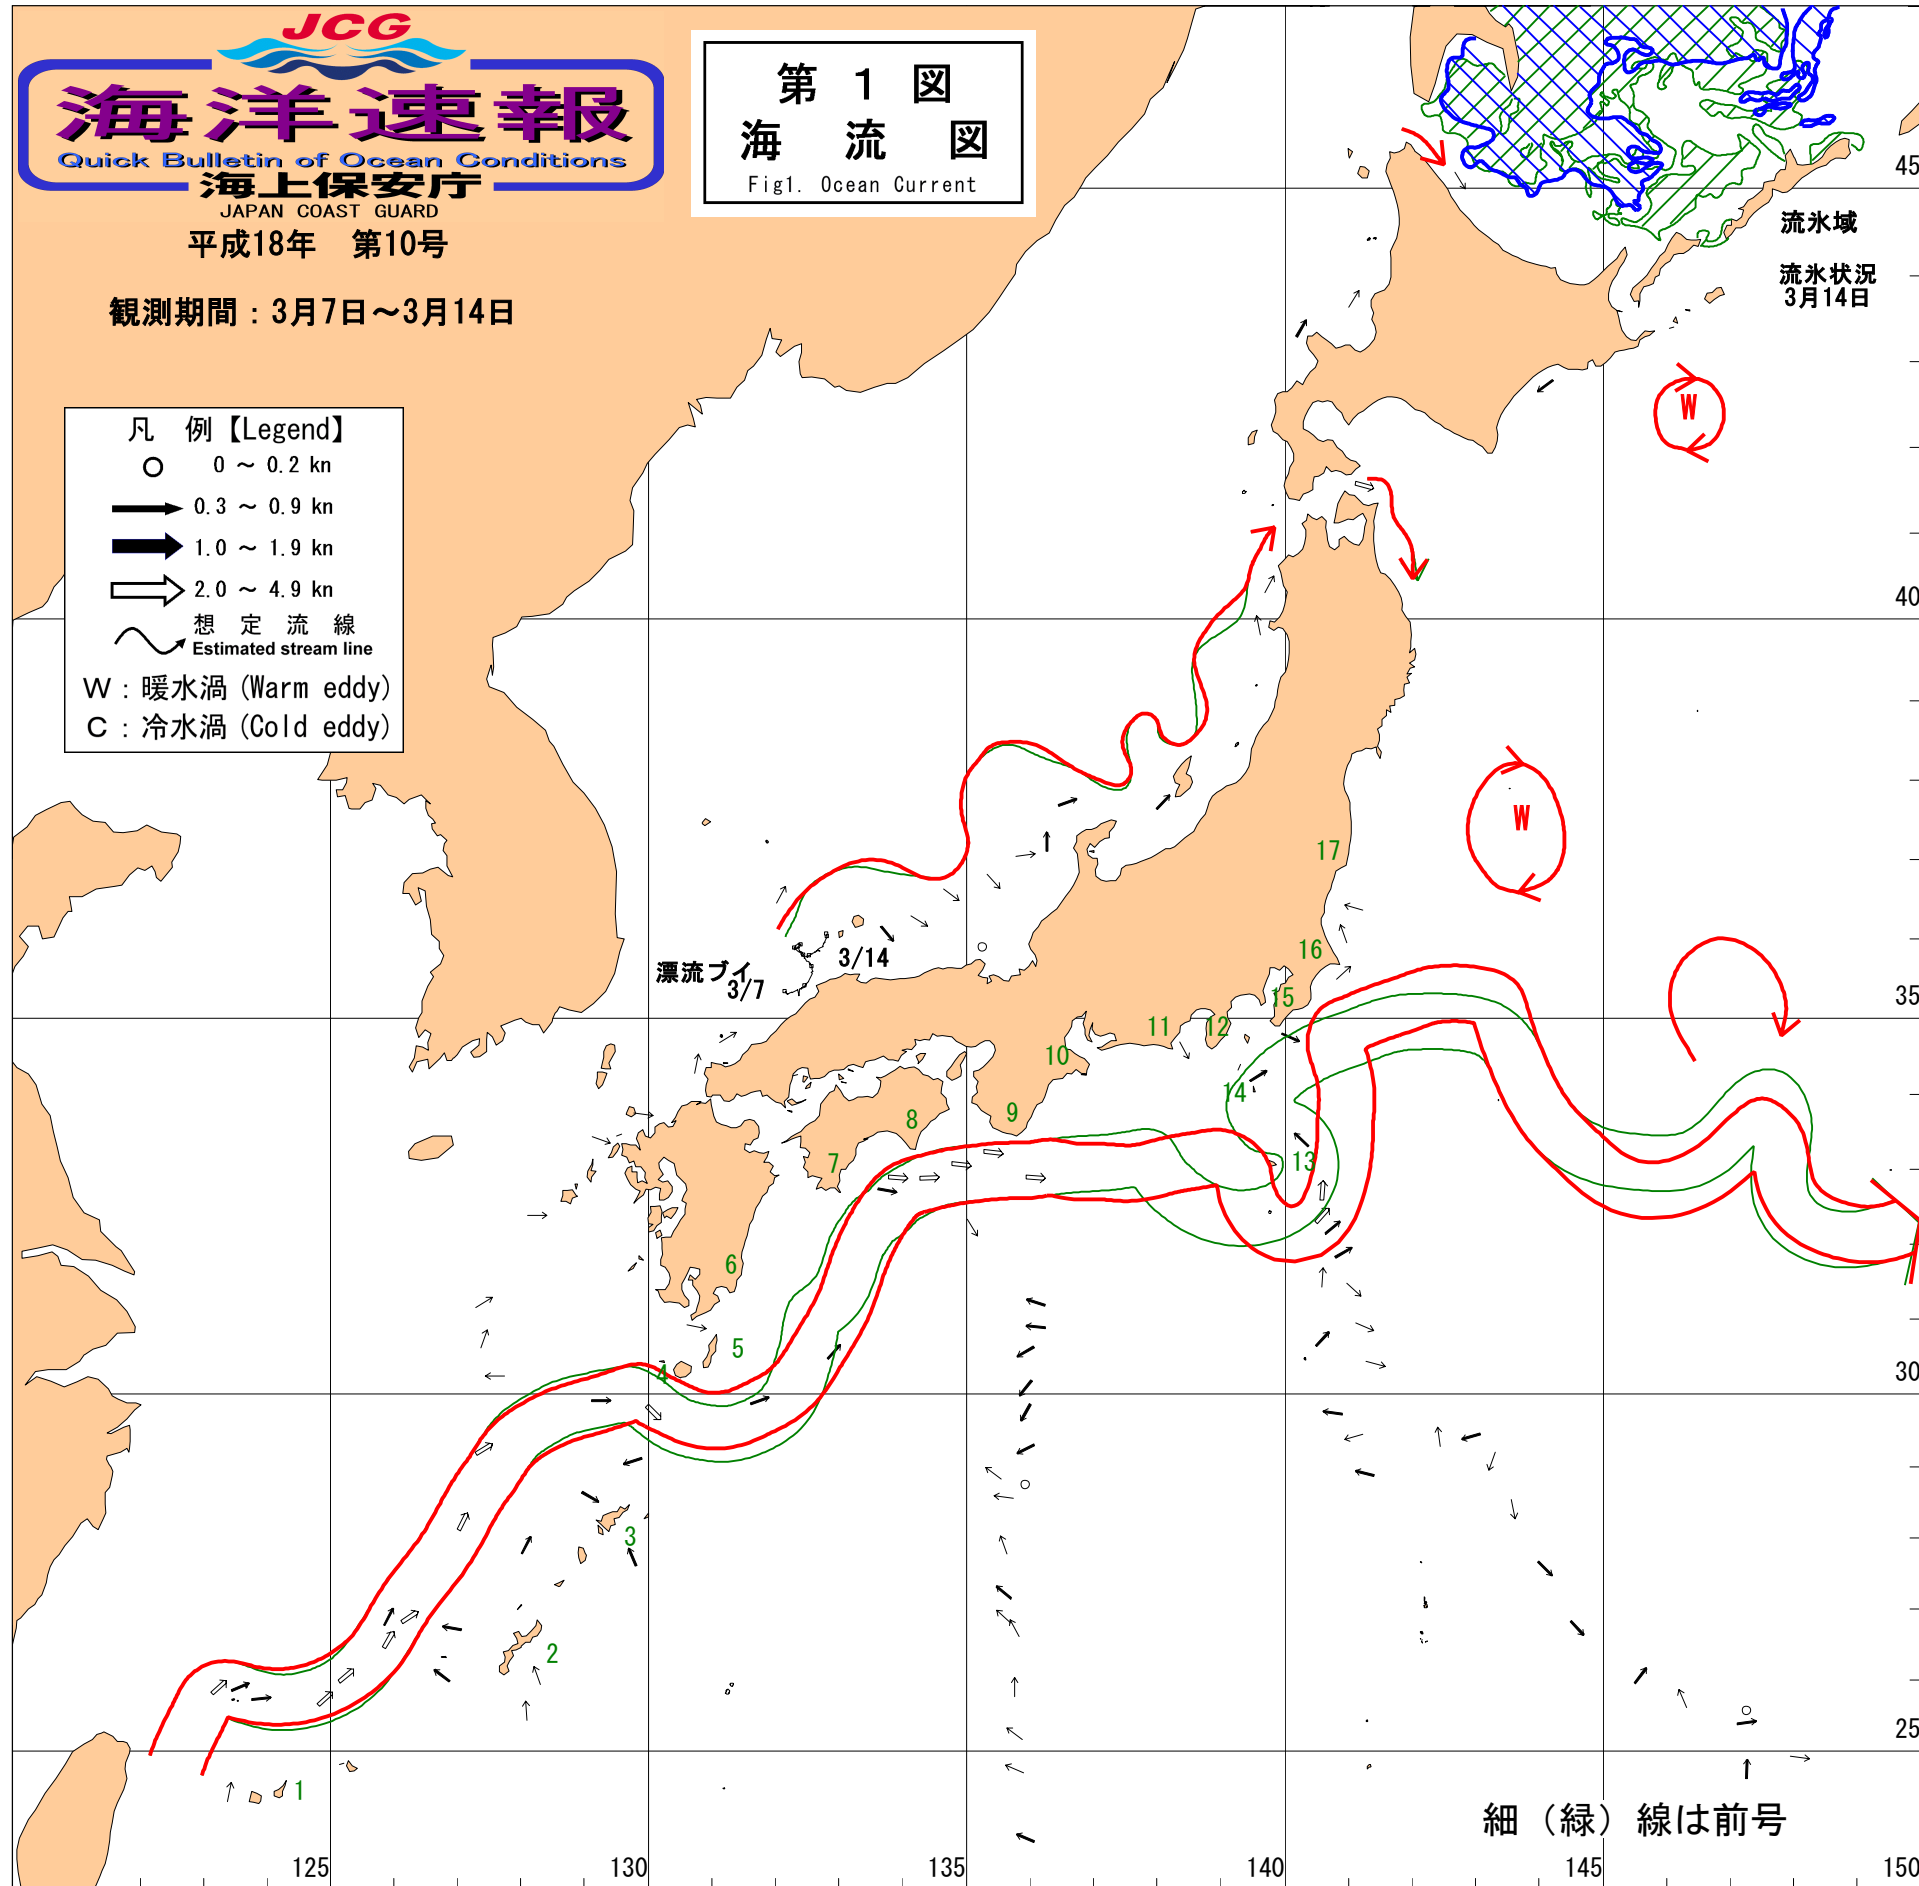 JCG
海洋速報
Quick Bulletin of Ocean Conditions
海上保安庁
JAPAN COAST GUARD
平成18年 第10号
観測期間：3月7日～3月14日
第 1 図
海 流 図
Fig1. Ocean Current
凡 例【Legend】
0 ～ 0.2 kn
0.3 ～ 0.9 kn
1.0 ～ 1.9 kn
2.0 ～ 4.9 kn
想 定 流 線
Estimated stream line
W：暖水渦(Warm eddy)
C：冷水渦(Cold eddy)
45
流氷域
流氷状況
3月14日
W
40
W
17
16
漂流ブイ
3/14
3/7
15
35
11
12
10
14
9
8
7
13
6
5
4
30
3
2
25
1
細（緑）線は前号
125
130
135
140
145
150